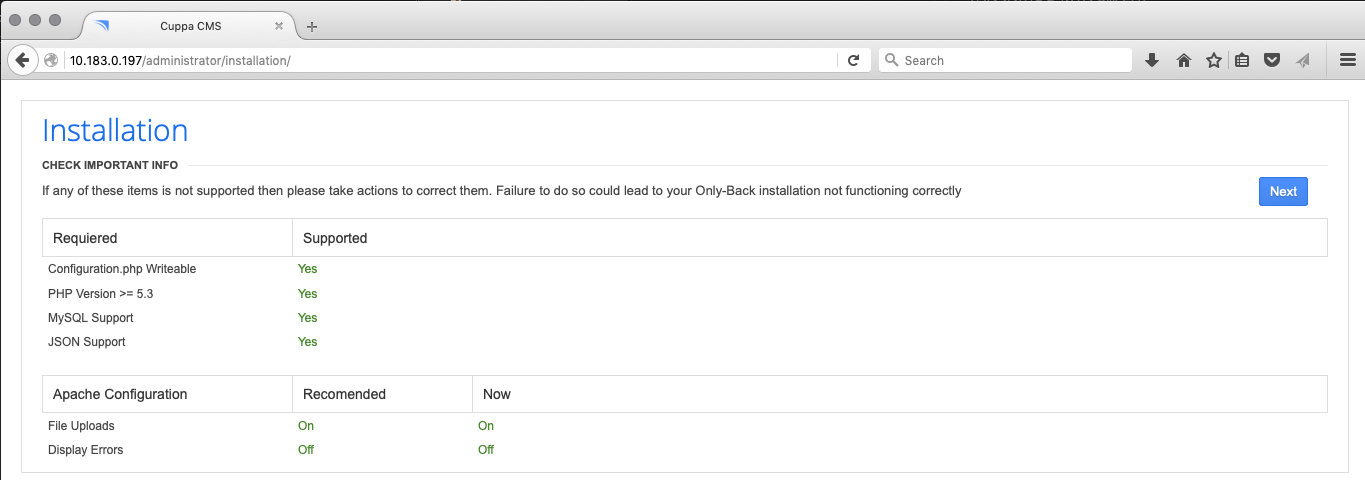 Cuppa CMS
10.183.0.197/administrator/installation/
Search
Installation
CHECK IMPORTANT INFO
If any of these items is not supported then please take actions to correct them. Failure to do so could lead to your Only-Back installation not functioning correctly
Next
Requiered Supported
Configuration.php Writeable Yes
PHP Version >= 5.3 Yes
MySQL Support Yes
JSON Support Yes
Apache Configuration Recomended Now
File Uploads On On
Display Errors Off Off